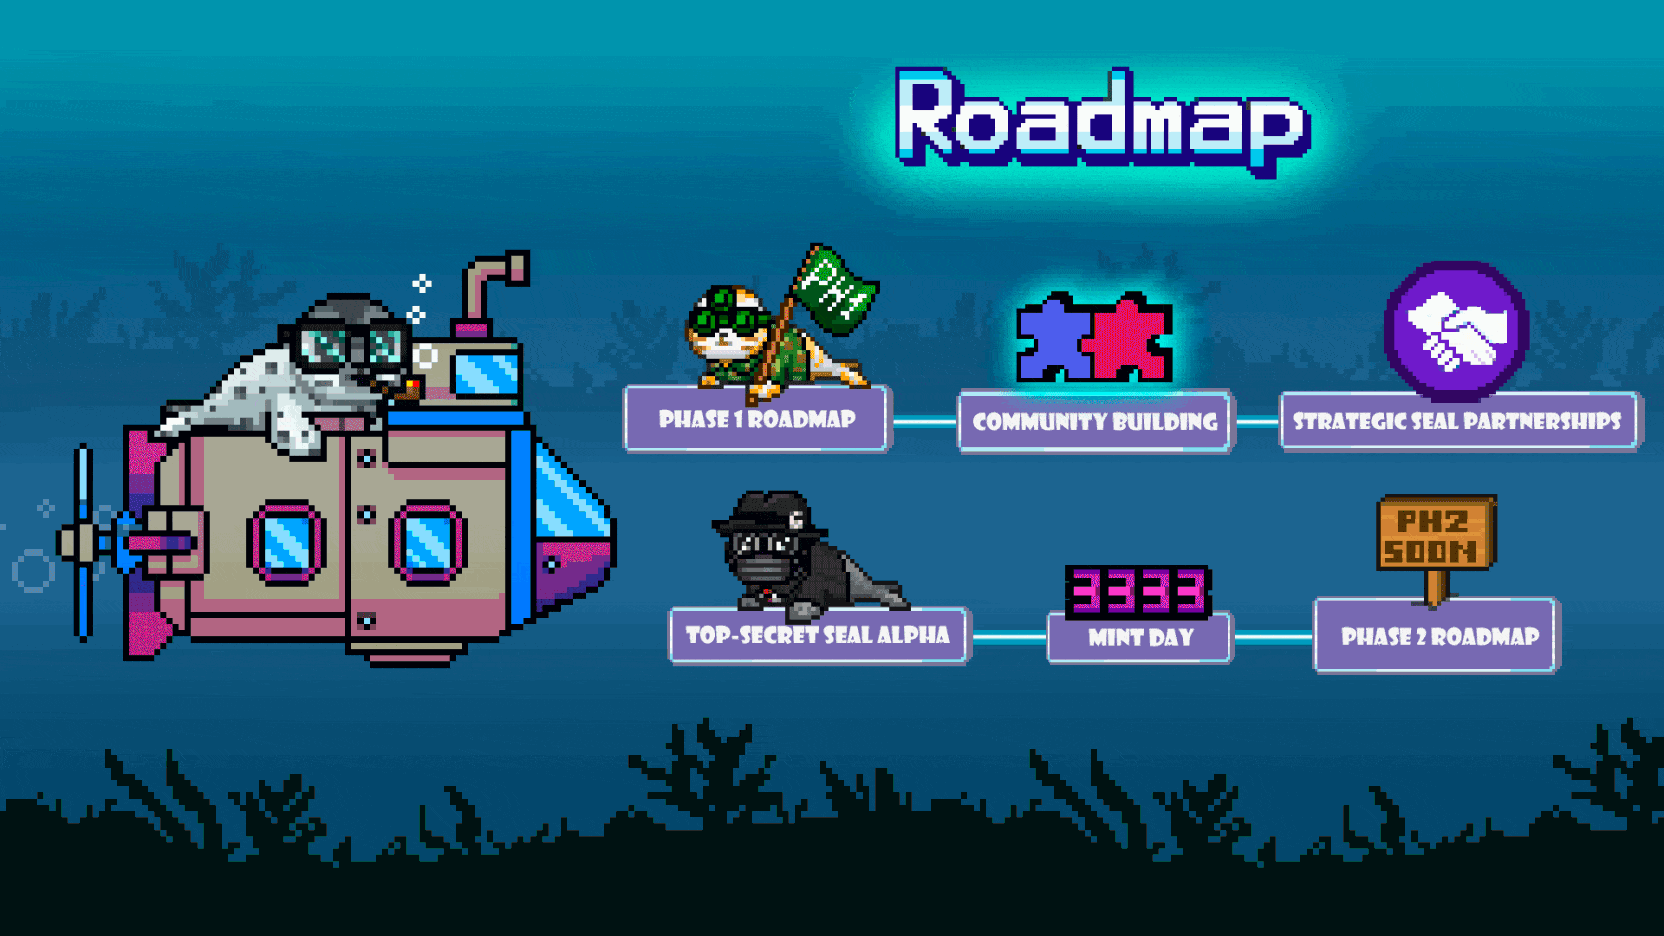 Roadmap
PH1
PHASE 1 ROADMAP
COMMUNITY BUILDING
STRATEGIC SEAL PARTNERSHIPS
TOP-SECRET SEAL ALPHA
3333
MINT DAY
PH2
SOON
PHASE 2 ROADMAP